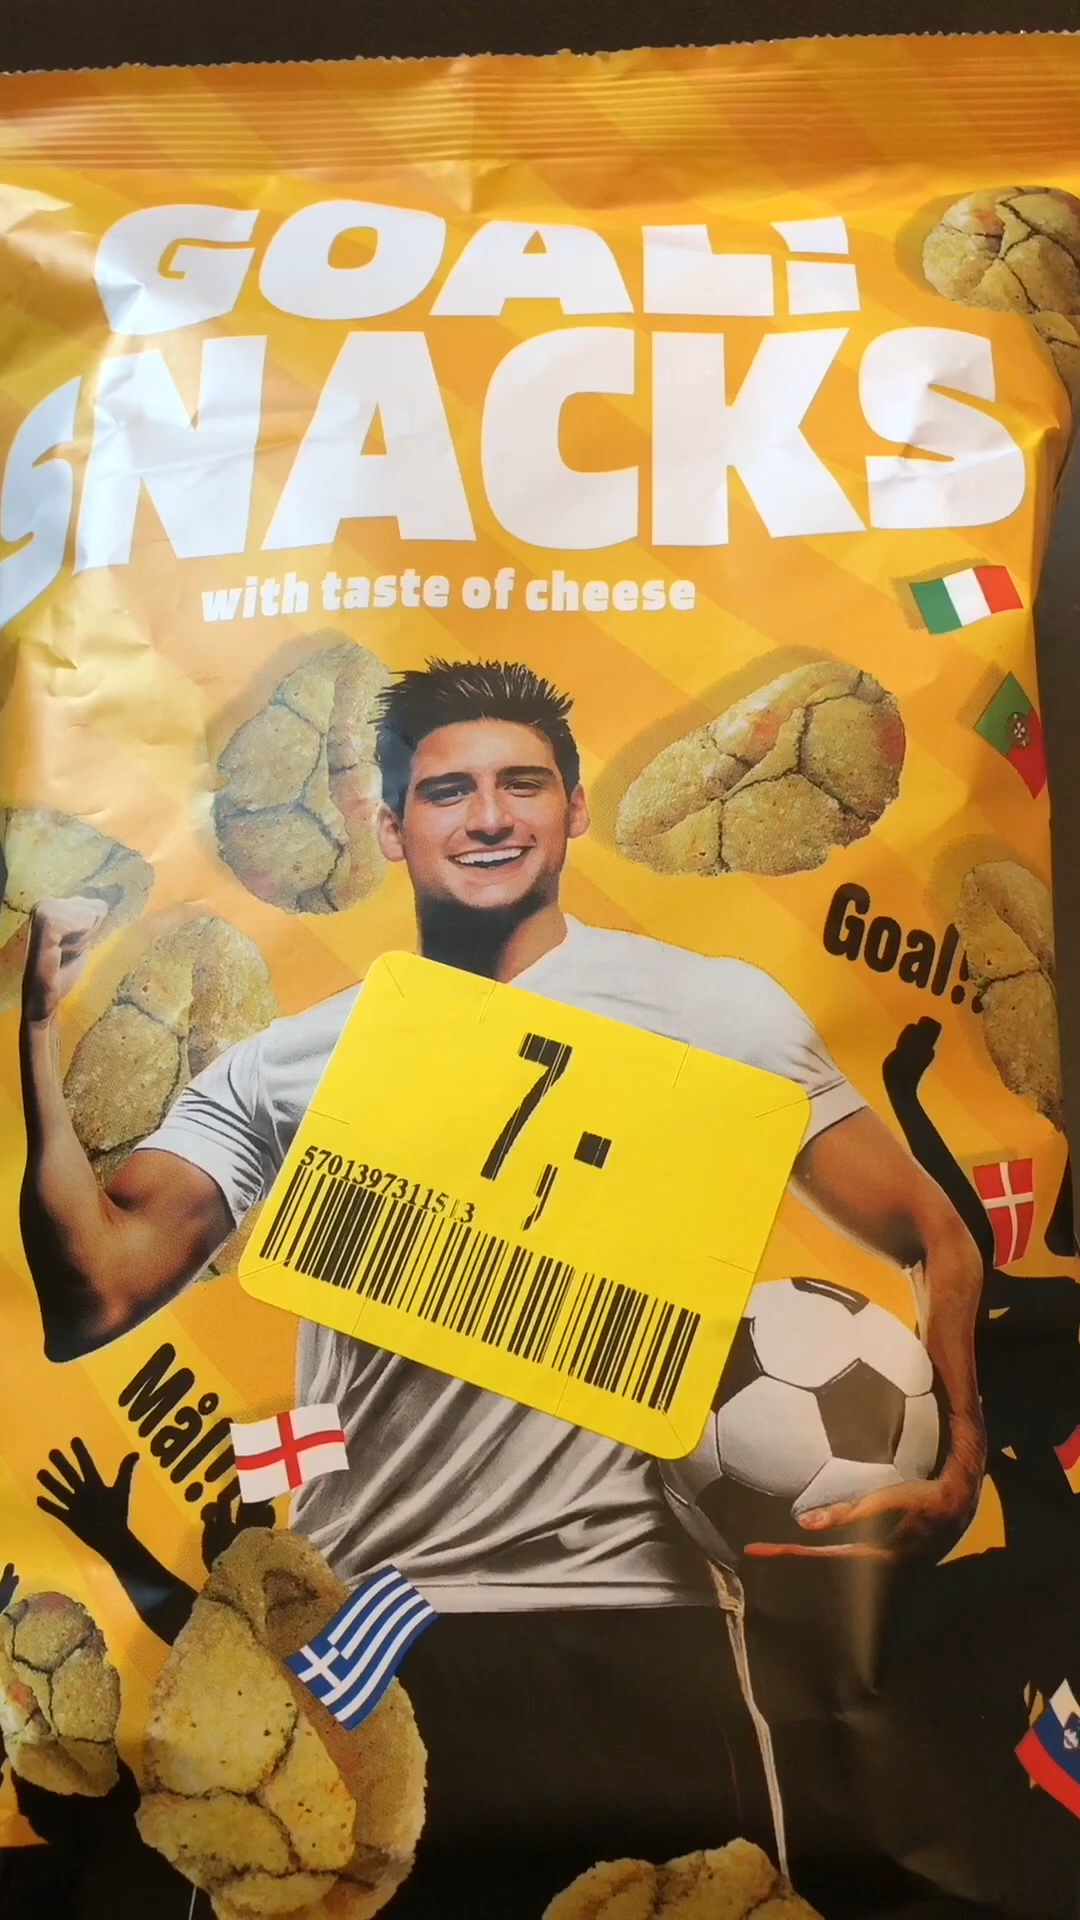 GOAL!
SNACKS
with taste of cheese
Goal!!
7,-
5701397311513
Mål!